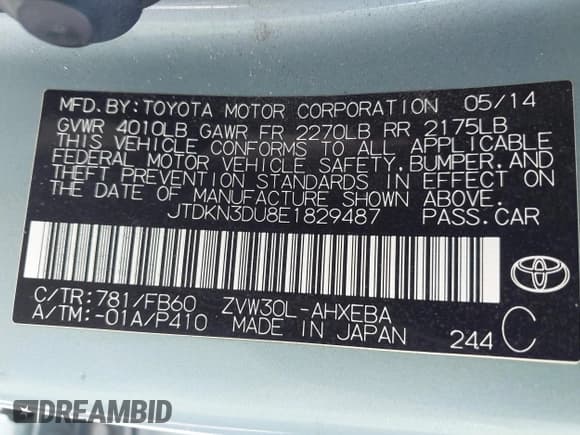 MFD.BY:TOYOTA MOTOR CORPORATION 05/14
GVWR 4010LB GAWR FR 2270LB RR 2175LB
THIS VEHICLE CONFORMS TO ALL APPLICABLE
FEDERAL MOTOR VEHICLE SAFETY,BUMPER,AND
THEFT PREVENTION STANDARDS IN EFFECT ON
THE DATE OF MANUFACTURE SHOWN ABOVE.
JTDKN3DU8E1829487 PASS.CAR
C/TR:781/FB60 ZVW30L-AHXEBA
A/TM:-01A/P410 MADE IN JAPAN 244 C
TOYOTA
DREAMBID